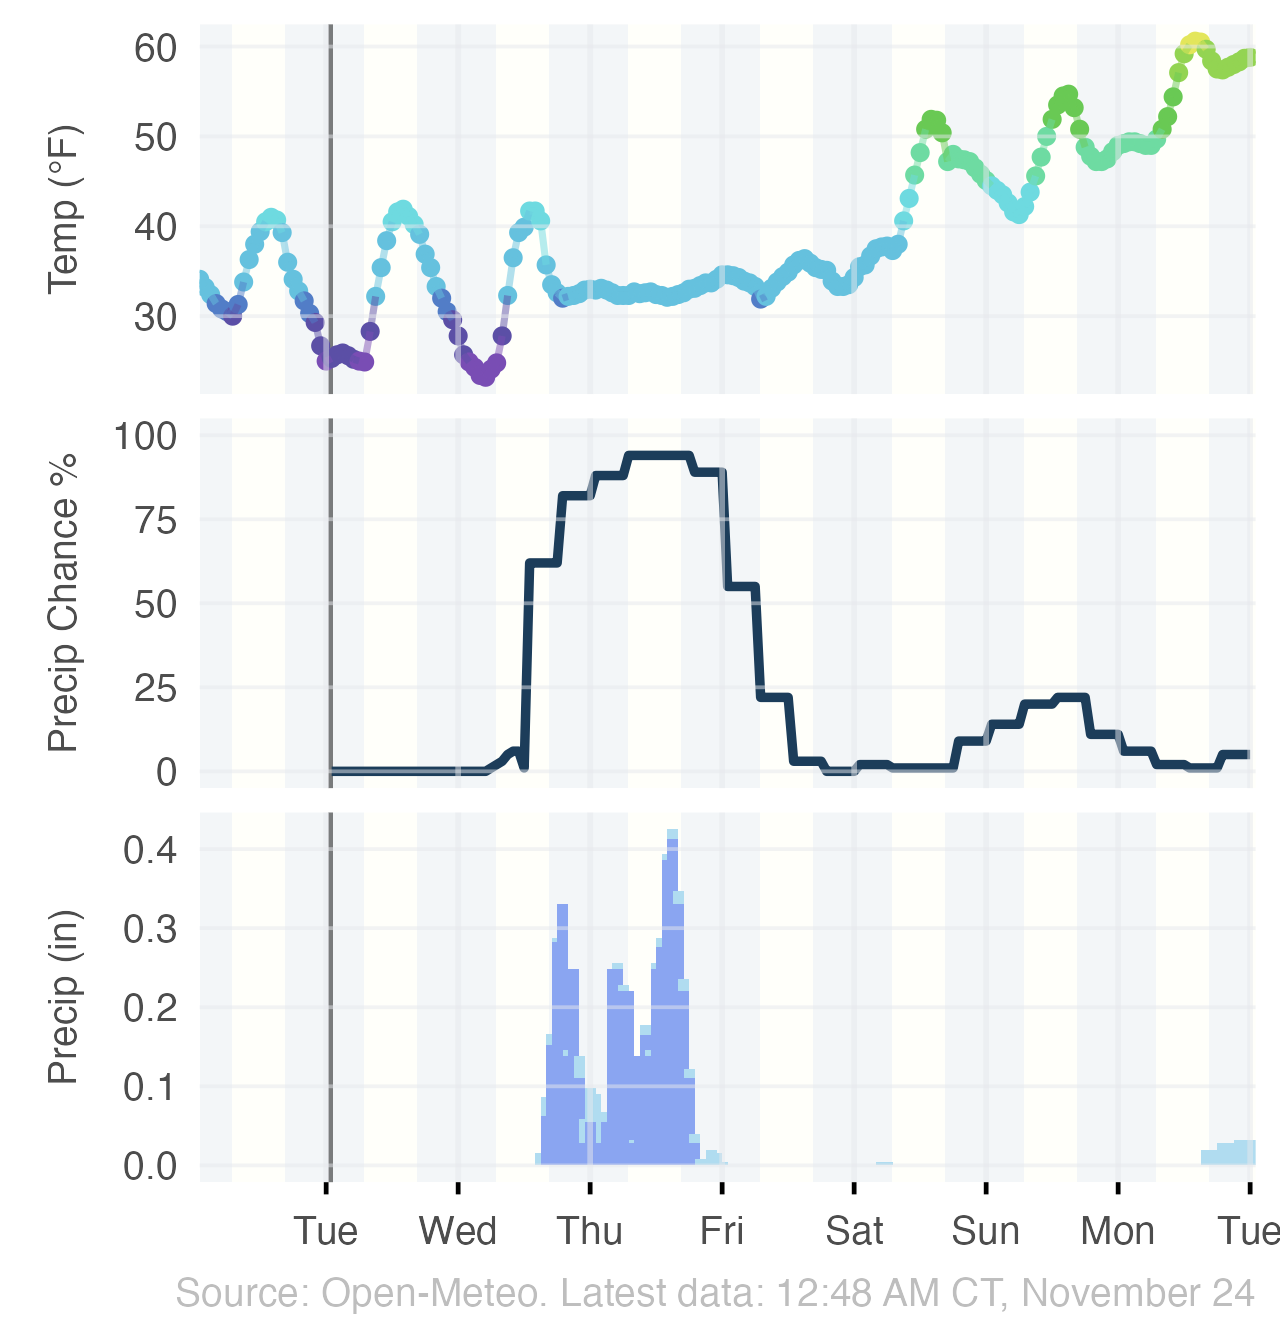 60
50
40
30
Temp (°F)
100
75
50
25
0
Precip Chance %
0.4
0.3
0.2
0.1
0.0
Precip (in)
Tue Wed Thu Fri Sat Sun Mon Tue
Source: Open-Meteo. Latest data: 12:48 AM CT, November 24